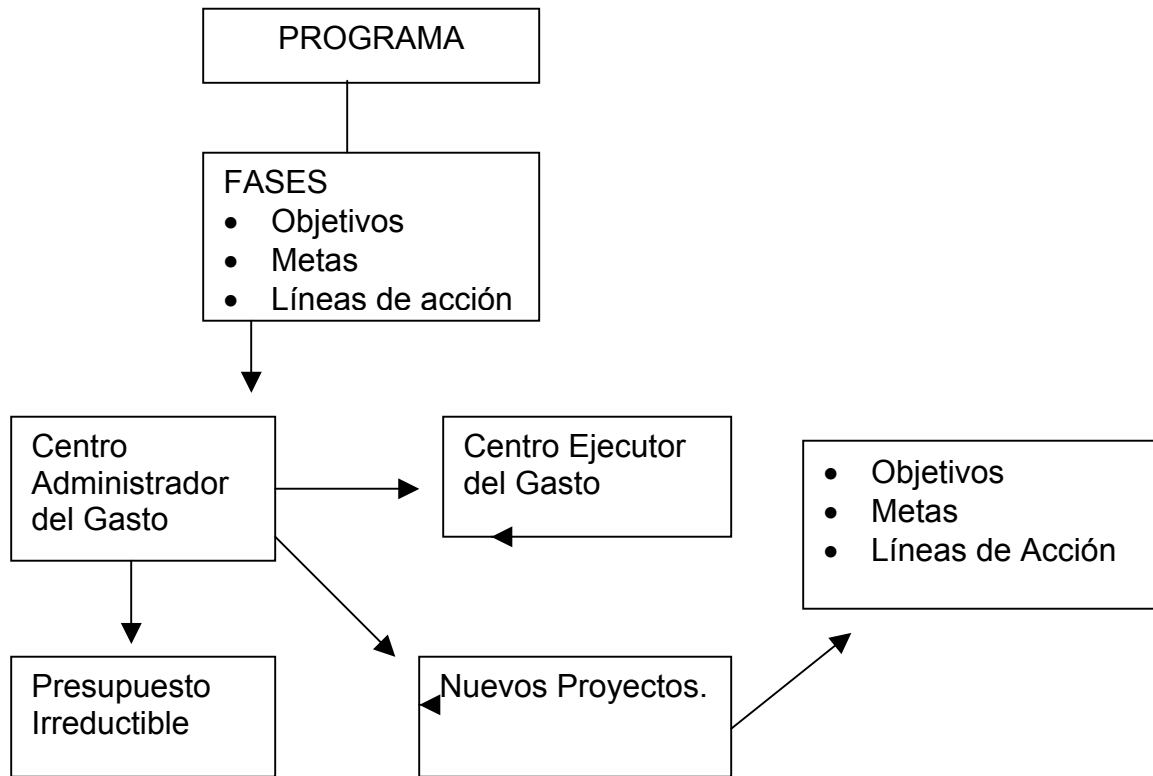 PROGRAMA
FASES
• Objetivos
• Metas
• Líneas de acción
Centro
Administrador
del Gasto
Centro Ejecutor
del Gasto
• Objetivos
• Metas
• Líneas de Acción
Presupuesto
Irreductible
Nuevos Proyectos.